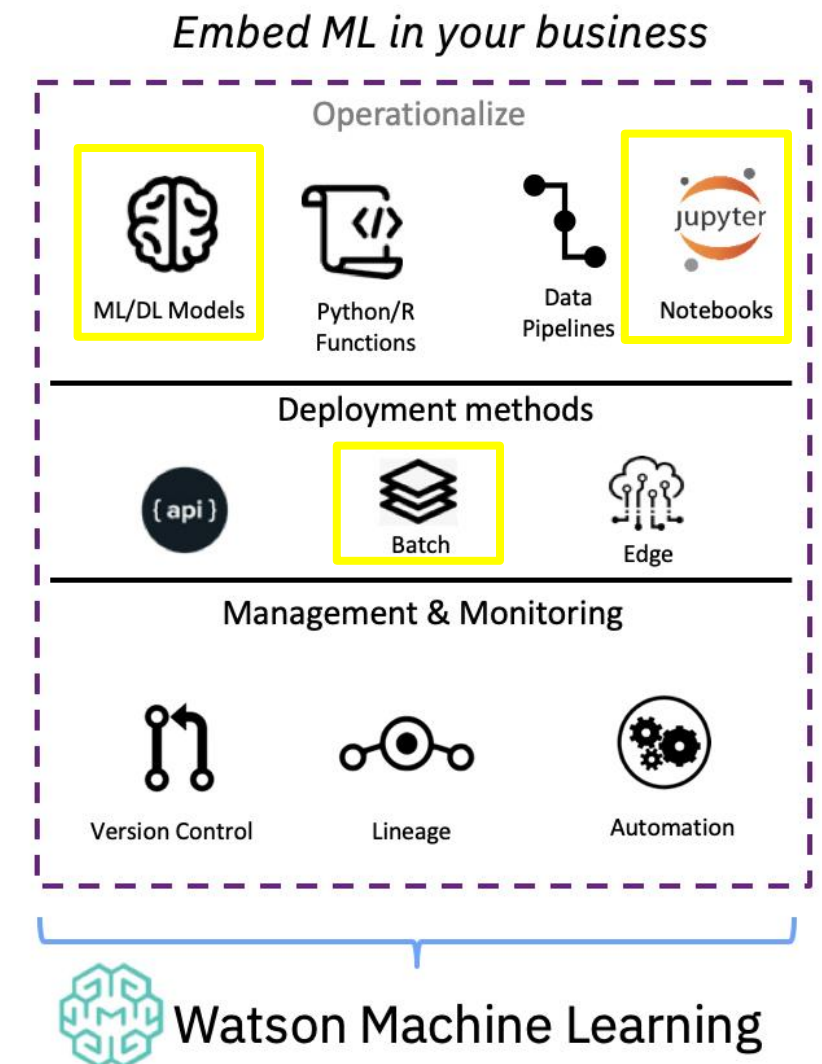 Embed ML in your business
Operationalize
</>
jupyter
ML/DL Models
Python/R
Functions
Data
Pipelines
Notebooks
Deployment methods
{ api }
Batch
Edge
Management & Monitoring
Version Control
Lineage
Automation
Watson Machine Learning